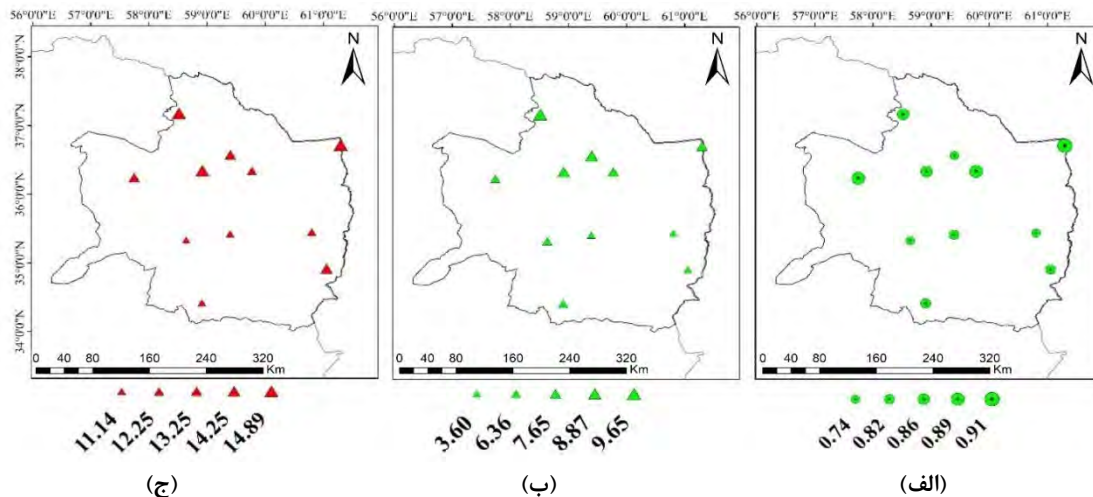 56°0'0"E 57°0'0"E 58°0'0"E 59°0'0"E 60°0'0"E 61°0'0"E
56°0'0"E 57°0'0"E 58°0'0"E 59°0'0"E 60°0'0"E 61°0'0"E
56°0'0"E 57°0'0"E 58°0'0"E 59°0'0"E 60°0'0"E 61°0'0"E
N
N
N
38°0'0"N
37°0'0"N
36°0'0"N
35°0'0"N
34°0'0"N
0 40 80 160 240 320
Km
0 40 80 160 240 320
Km
0 40 80 160 240 320
Km
11.14 12.25 13.25 14.25 14.89
3.60 6.36 7.65 8.87 9.65
0.74 0.82 0.86 0.89 0.91
(ج)
(ب)
(الف)